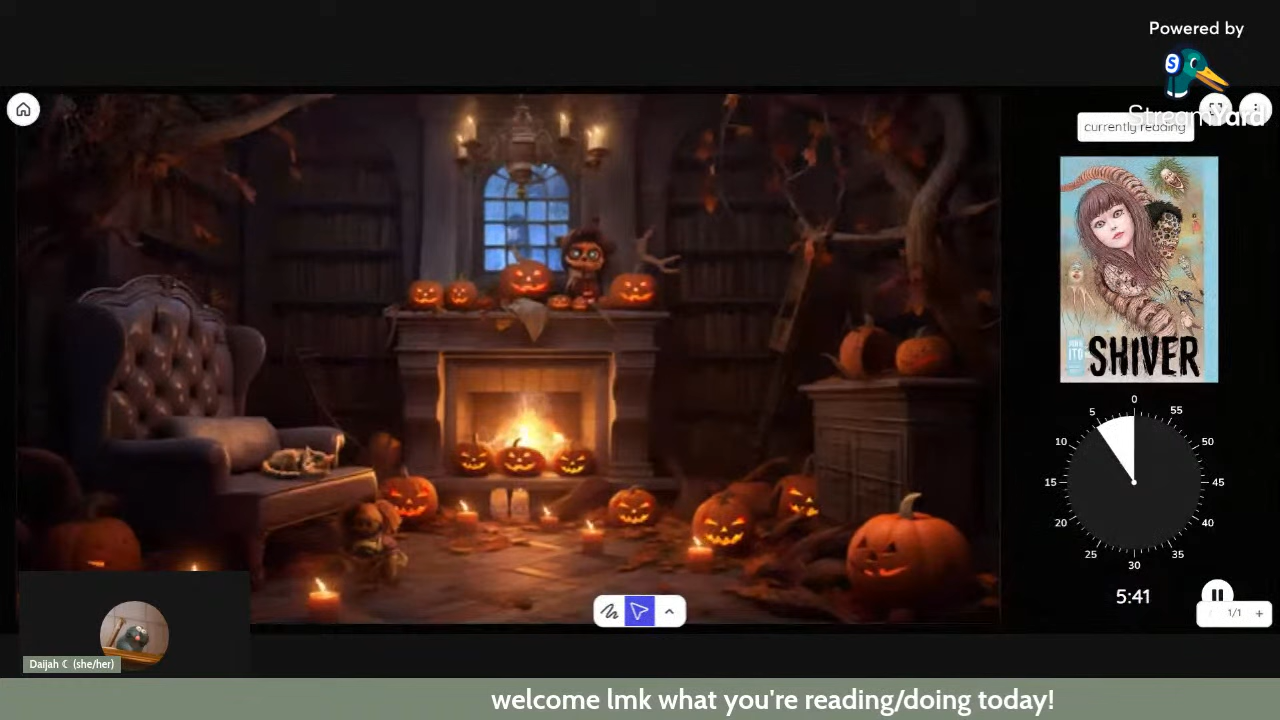 Powered by
StreamYard
currently reading
ITO
SHIVER
0
55
50
45
40
35
30
25
20
15
10
5
5:41
1/1
Daijah ☾ (she/her)
welcome lmk what you're reading/doing today!